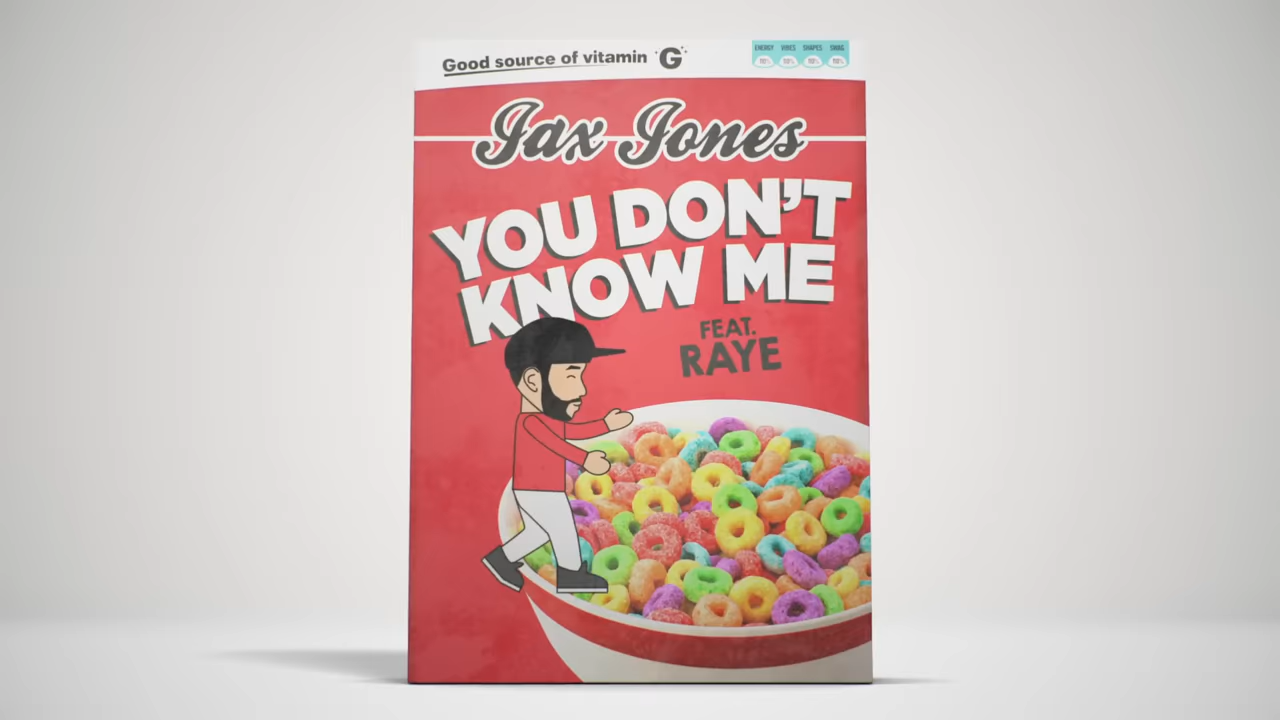 Good source of vitamin G
ENERGY VIBES SHAPES SWAG
Jax Jones
YOU DON'T
KNOW ME
FEAT.
RAYE